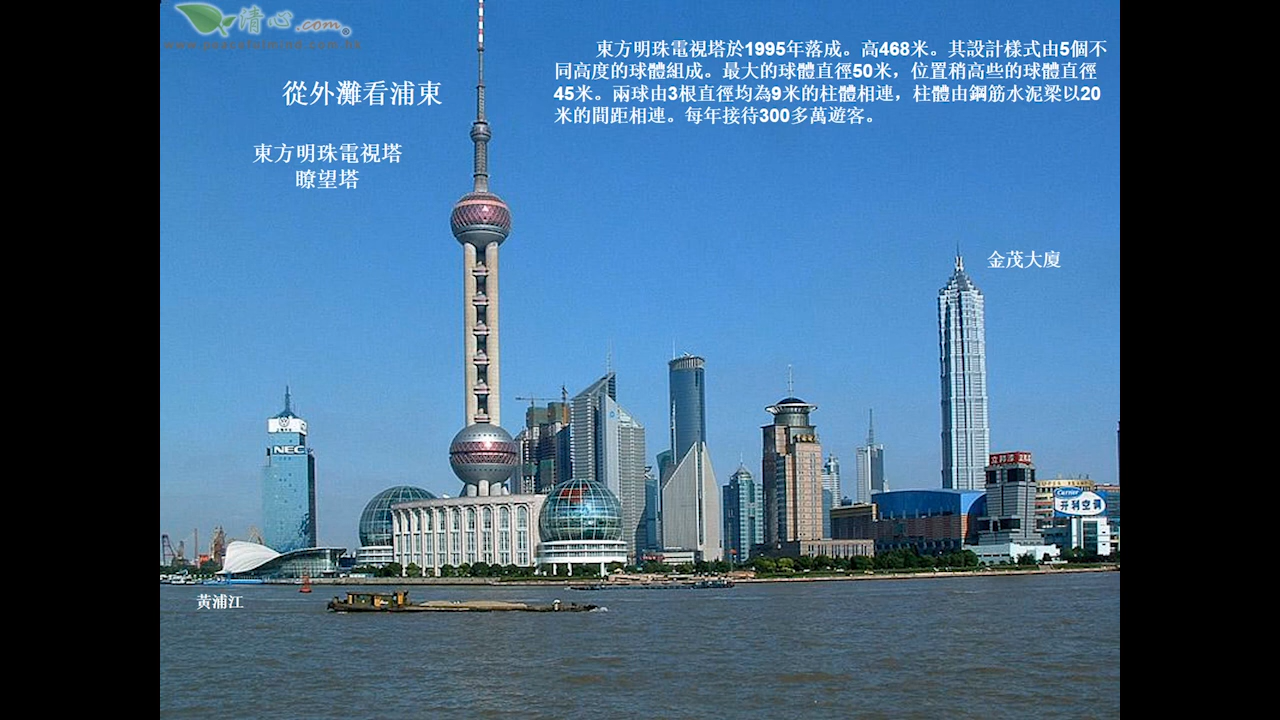 清心.com®
東方明珠電視塔於1995年落成。高468米。其設計樣式由5個不
同高度的球體組成。最大的球體直徑50米，位置稍高些的球體直徑
45米。兩球由3根直徑均為9米的柱體相連，柱體由鋼筋水泥梁以20
米的間距相連。每年接待300多萬遊客。
從外灘看浦東
東方明珠電視塔
瞭望塔
金茂大廈
NEC
Carrier
开利空调
黃浦江